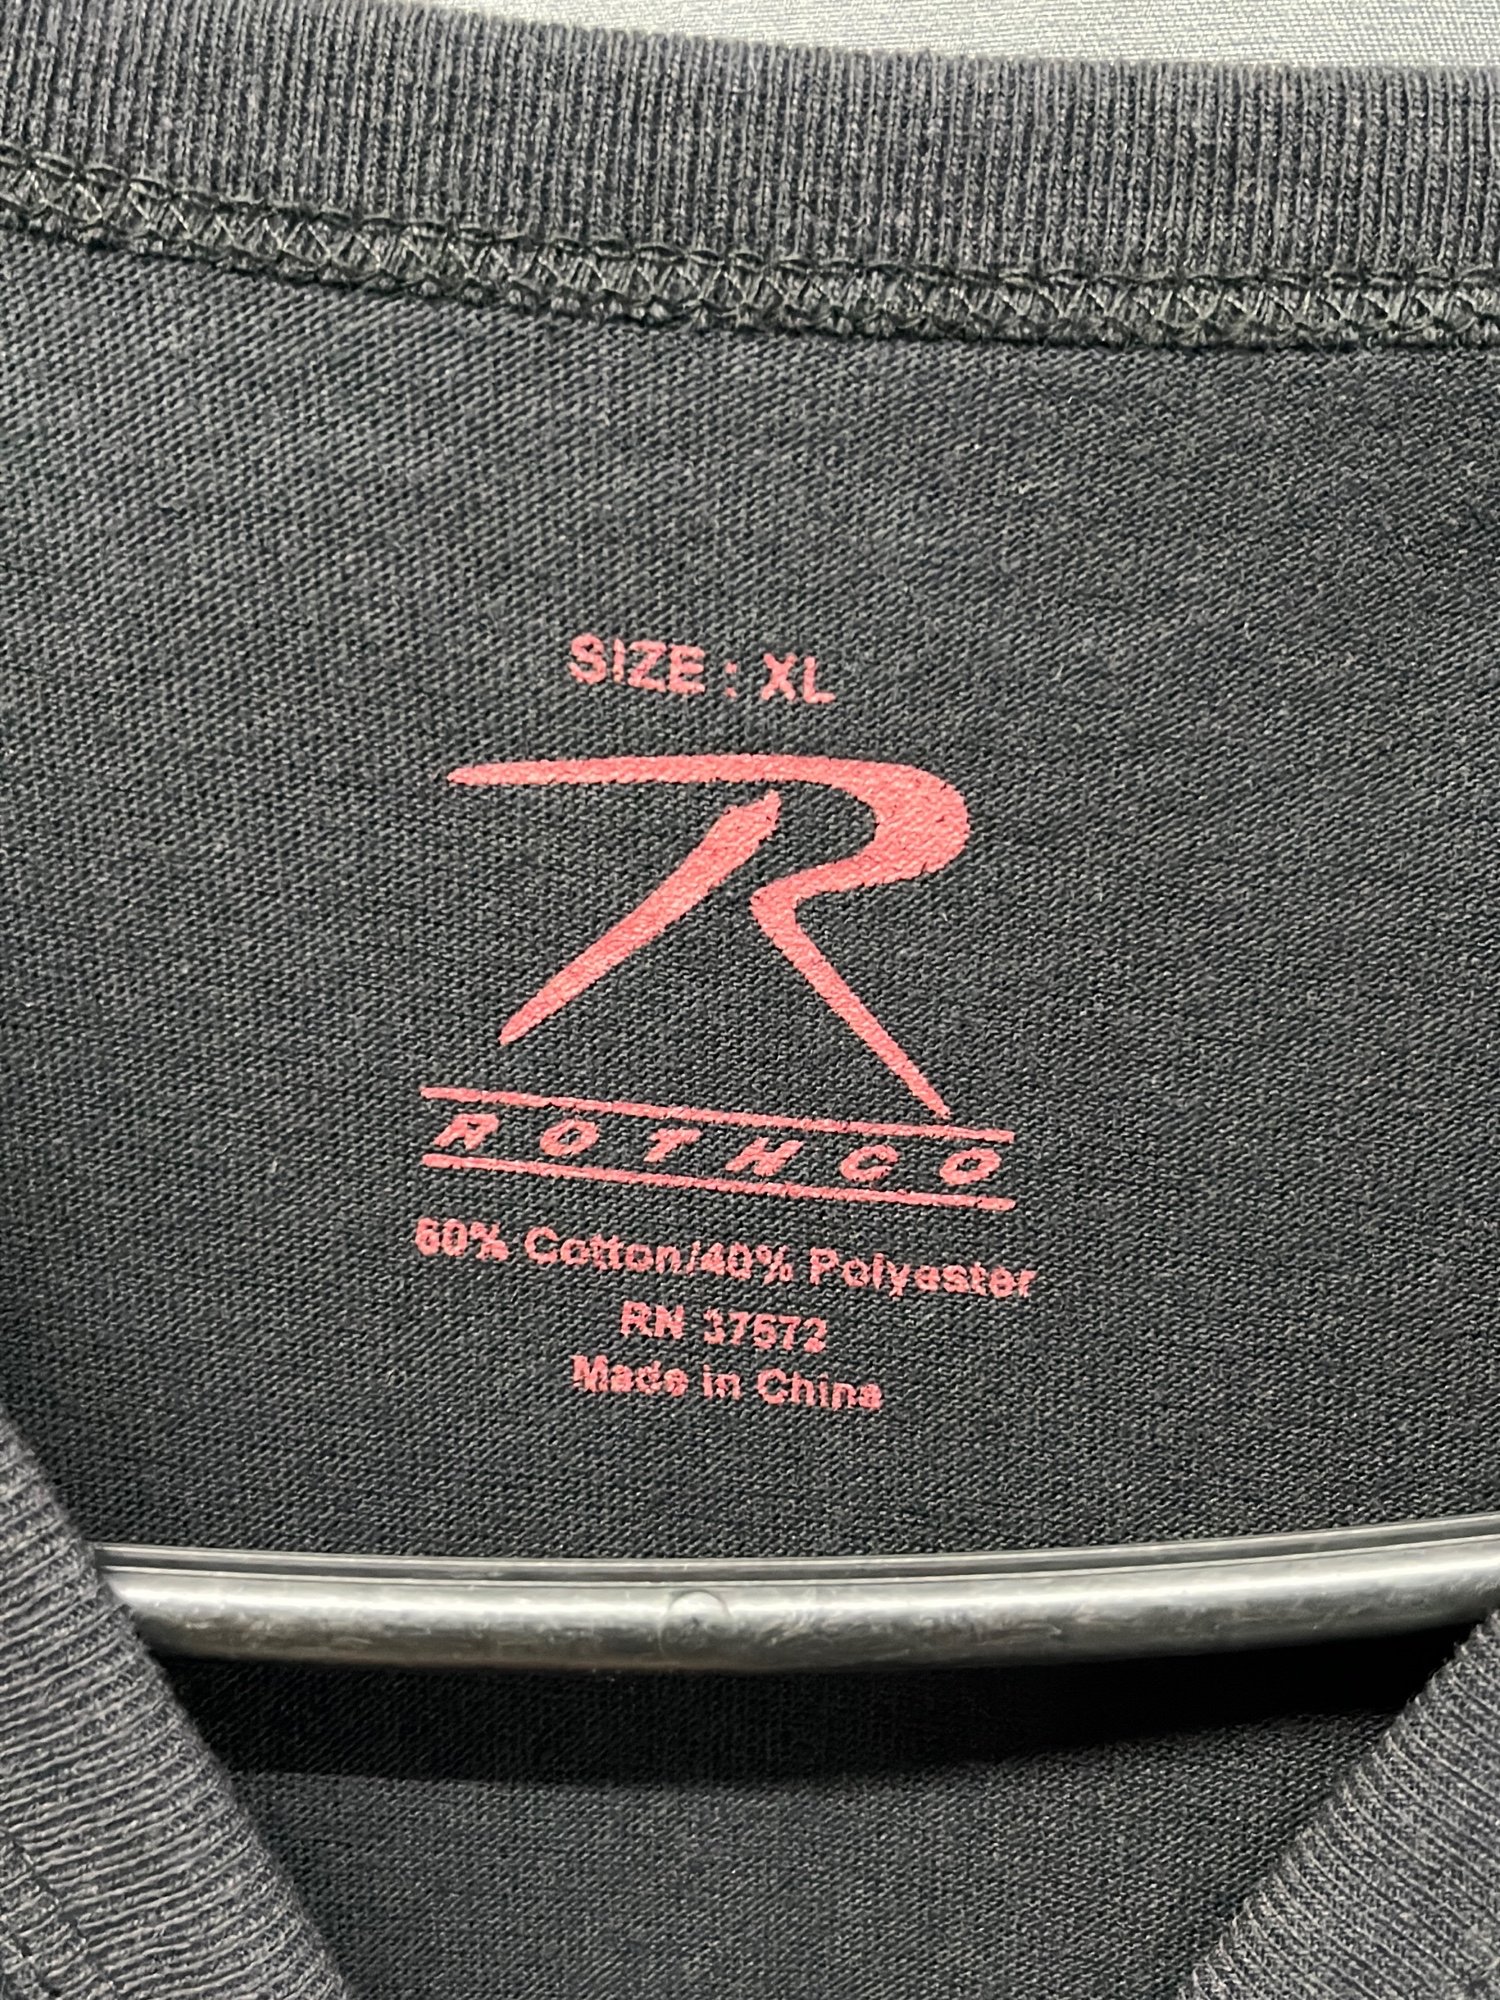 SIZE : XL
R
ROTHCO
60% Cotton/40% Polyester
RN 37572
Made in China